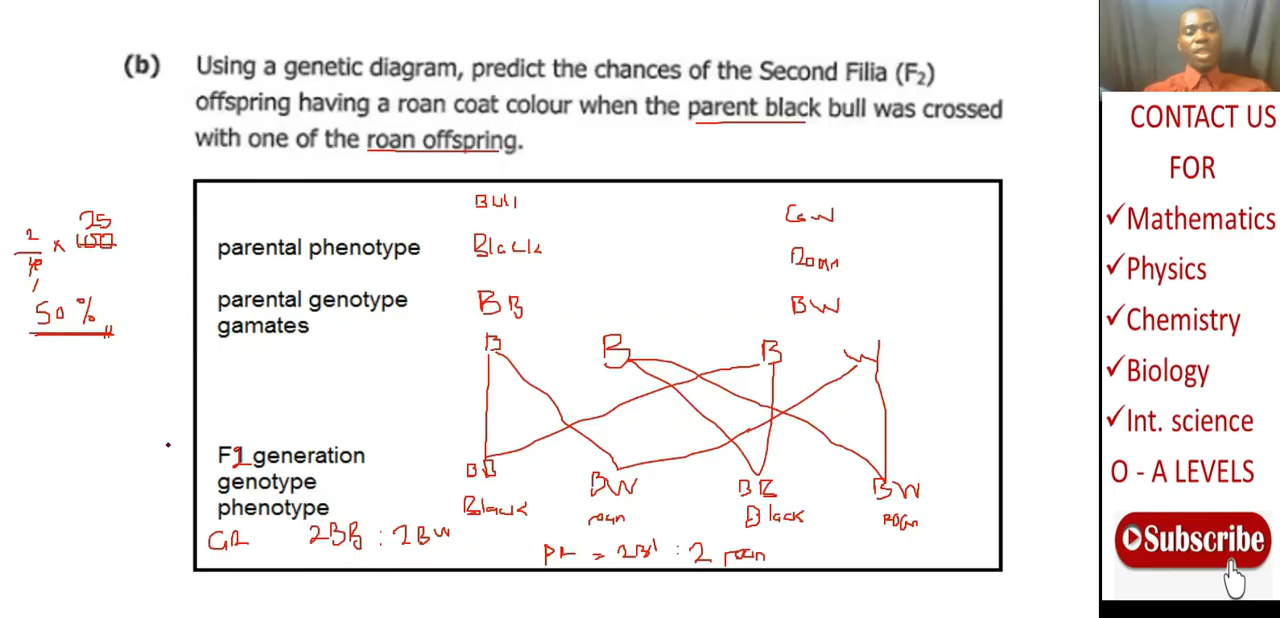 (b) Using a genetic diagram, predict the chances of the Second Filia (F₂)
offspring having a roan coat colour when the parent black bull was crossed
with one of the roan offspring.
Bull Cow
parental phenotype Black Roan
parental genotype BB BW
gamates
B B B W
F2 generation
genotype BB BW BB BW
phenotype Black roan Black roan
GR 2BB : 2BW
PR = 2Bl : 2 roan
2/4 × 100 25
50%
CONTACT US
FOR
✓Mathematics
✓Physics
✓Chemistry
✓Biology
✓Int. science
O - A LEVELS
Subscribe